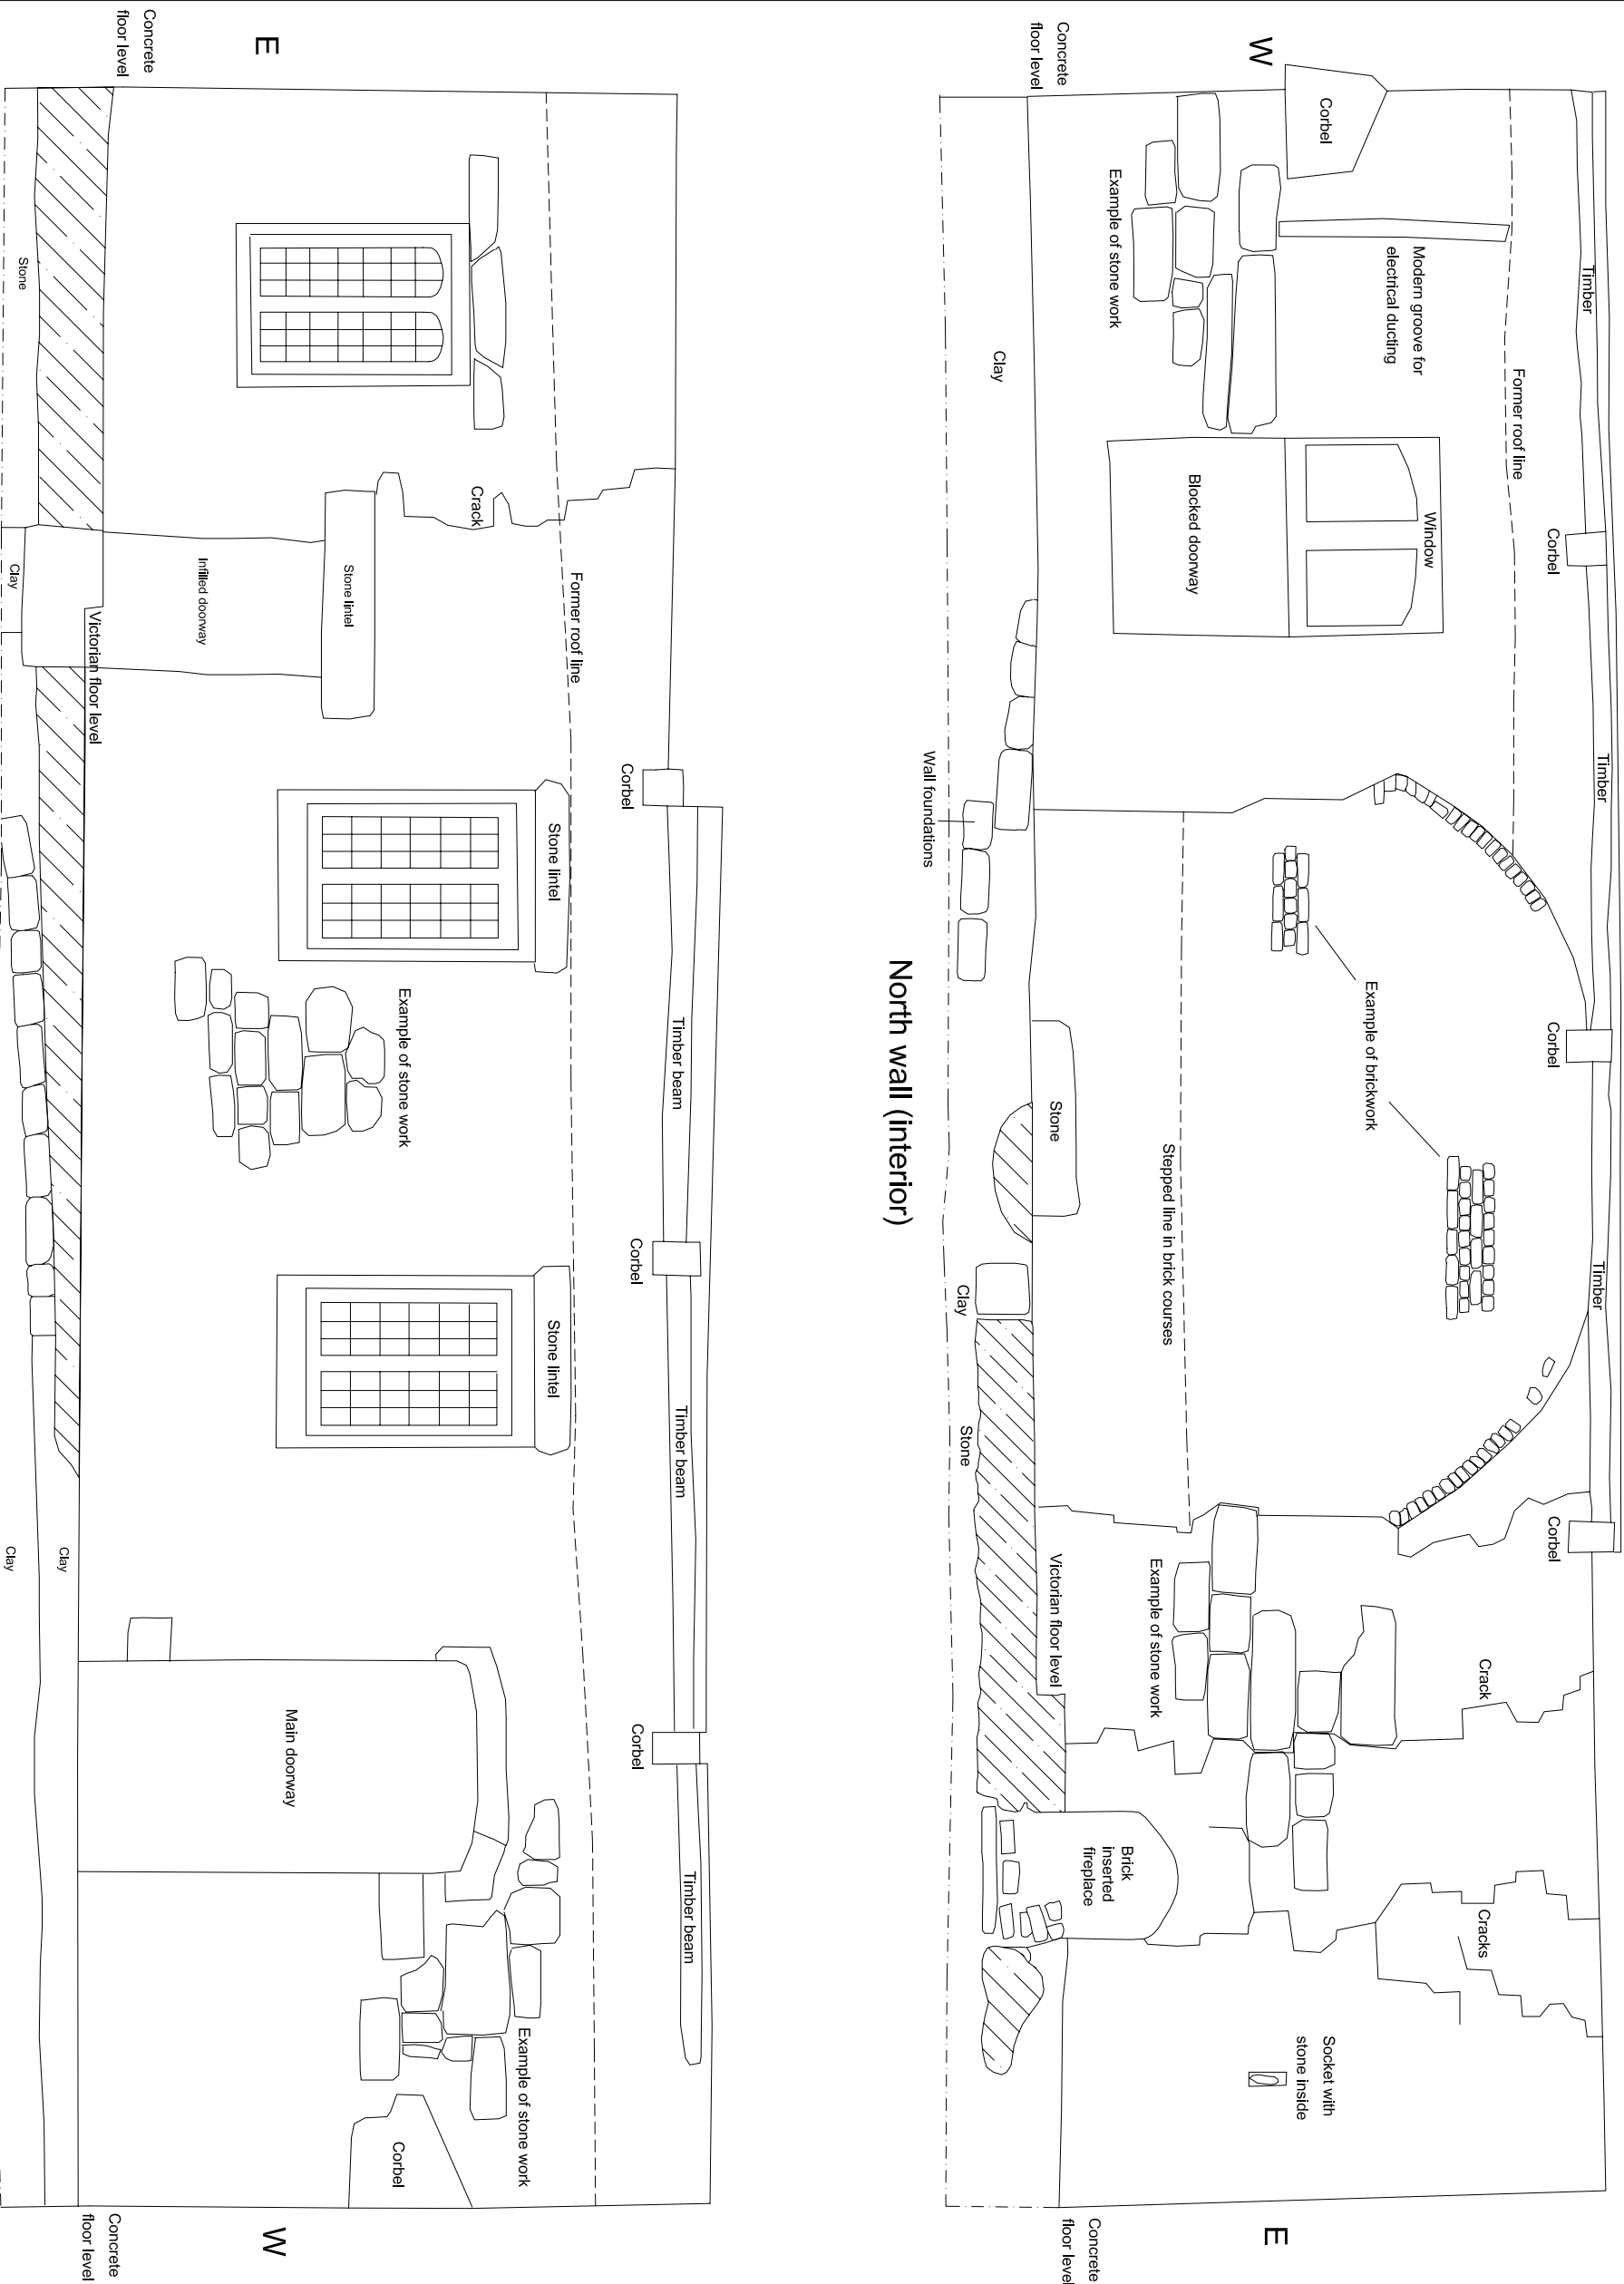 W
Concrete
floor level
Corbel
Timber
Modern groove for
electrical ducting
Former roof line
Example of stone work
Clay
Window
Blocked doorway
Corbel
Timber
Wall foundations
Example of brickwork
Corbel
Stone
Stepped line in brick courses
Timber
Clay
Stone
Corbel
Victorian floor level
Example of stone work
Crack
Brick
inserted
fireplace
Cracks
Socket with
stone inside
E
Concrete
floor level
North wall (interior)
E
Concrete
floor level
Stone
Crack
Former roof line
Stone lintel
Infilled doorway
Clay
Victorian floor level
Corbel
Stone lintel
Example of stone work
Timber beam
Corbel
Stone lintel
Timber beam
Clay
Clay
Main doorway
Corbel
Timber beam
Example of stone work
Corbel
W
Concrete
floor level